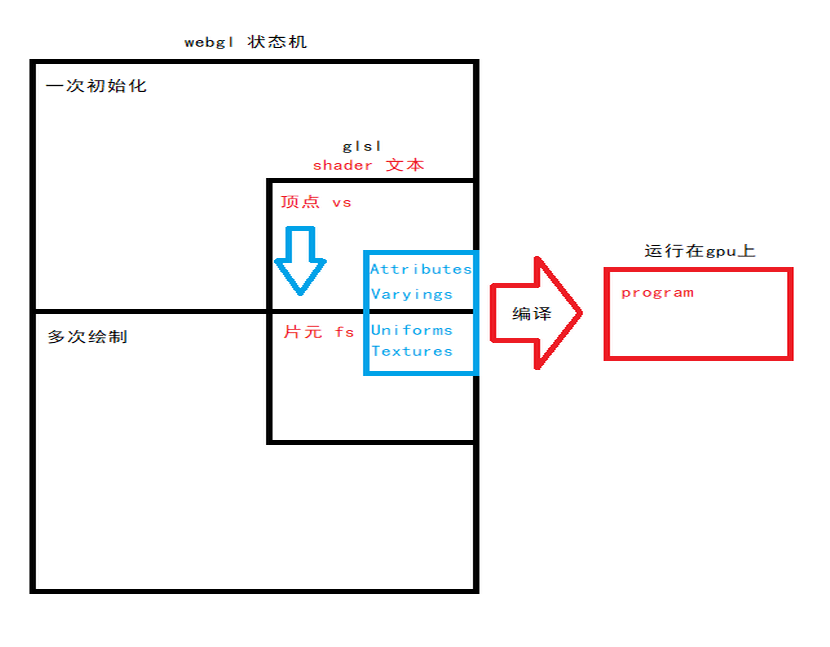 webgl 状态机
一次初始化
glsl
shader 文本
顶点 vs
Attributes
Varyings
运行在gpu上
program
编译
多次绘制
片元 fs
Uniforms
Textures